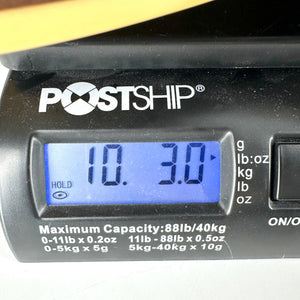 POSTSHIP®
10. 3.0
HOLD
g
lb:oz
kg
lb
oz
Maximum Capacity:88lb/40kg
0-11lb x 0.2oz 11lb - 88lb x 0.5oz
0-5kg x 5g 5kg-40kg x 10g
ON/O